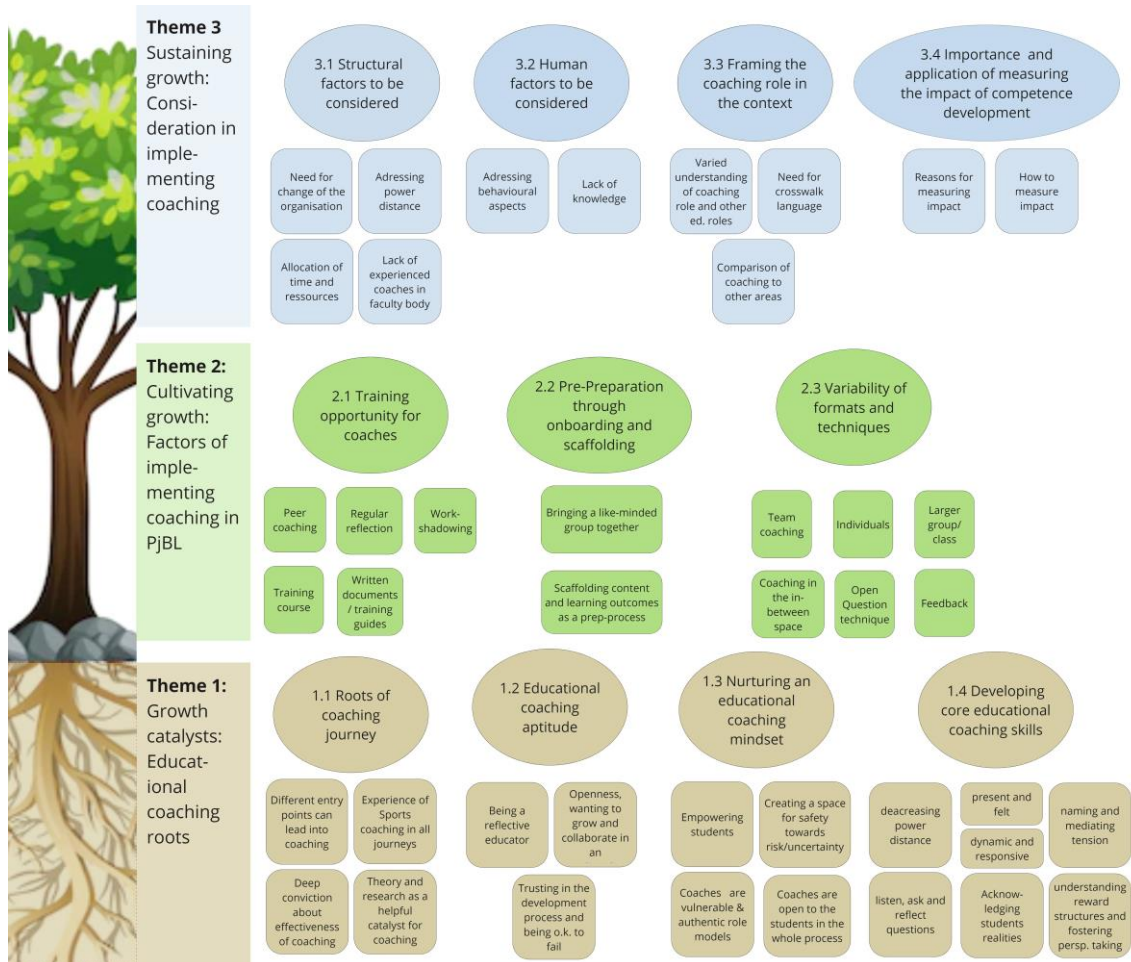 Theme 3
Sustaining
growth:
Consi-
deration in
imple-
menting
coaching
3.1 Structural
factors to be
considered
3.2 Human
factors to be
considered
3.3 Framing the
coaching role in
the context
3.4 Importance and
application of measuring
the impact of competence
development
Need for
change of the
organisation
Adressing
power
distance
Allocation of
time and
ressources
Lack of
experienced
coaches in
faculty body
Adressing
behavioural
aspects
Lack of
knowledge
Varied
understanding
of coaching
role and other
ed. roles
Need for
crosswalk
language
Comparison of
coaching to
other areas
Reasons for
measuring
impact
How to
measure
impact
Theme 2:
Cultivating
growth:
Factors of
imple-
menting
coaching in
PjBL
2.1 Training
opportunity for
coaches
2.2 Pre-Preparation
through
onboarding and
scaffolding
2.3 Variability of
formats and
techniques
Peer
coaching
Regular
reflection
Work-
shadowing
Training
course
Written
documents
/ training
guides
Bringing a like-minded
group together
Scaffolding content
and learning outcomes
as a prep-process
Team
coaching
Individuals
Larger
group/
class
Coaching in
the in-
between
space
Open
Question
technique
Feedback
Theme 1:
Growth
catalysts:
Educat-
ional
coaching
roots
1.1 Roots of
coaching
journey
1.2 Educational
coaching
aptitude
1.3 Nurturing an
educational
coaching
mindset
1.4 Developing
core educational
coaching skills
Different entry
points can
lead into
coaching
Experience of
Sports
coaching in all
journeys
Deep
conviction
about
effectiveness
of coaching
Theory and
research as a
helpful
catalyst for
coaching
Being a
reflective
educator
Openness,
wanting to
grow and
collaborate in
an
Trusting in the
development
process and
being o.k. to
fail
Empowering
students
Creating a space
for safety
towards
risk/uncertainty
Coaches are
vulnerable &
authentic role
models
Coaches are
open to the
students in the
whole process
deacreasing
power
distance
present and
felt
dynamic and
responsive
naming and
mediating
tension
listen, ask and
reflect
questions
Acknow-
ledging
students
realities
understanding
reward
structures and
fostering
persp. taking